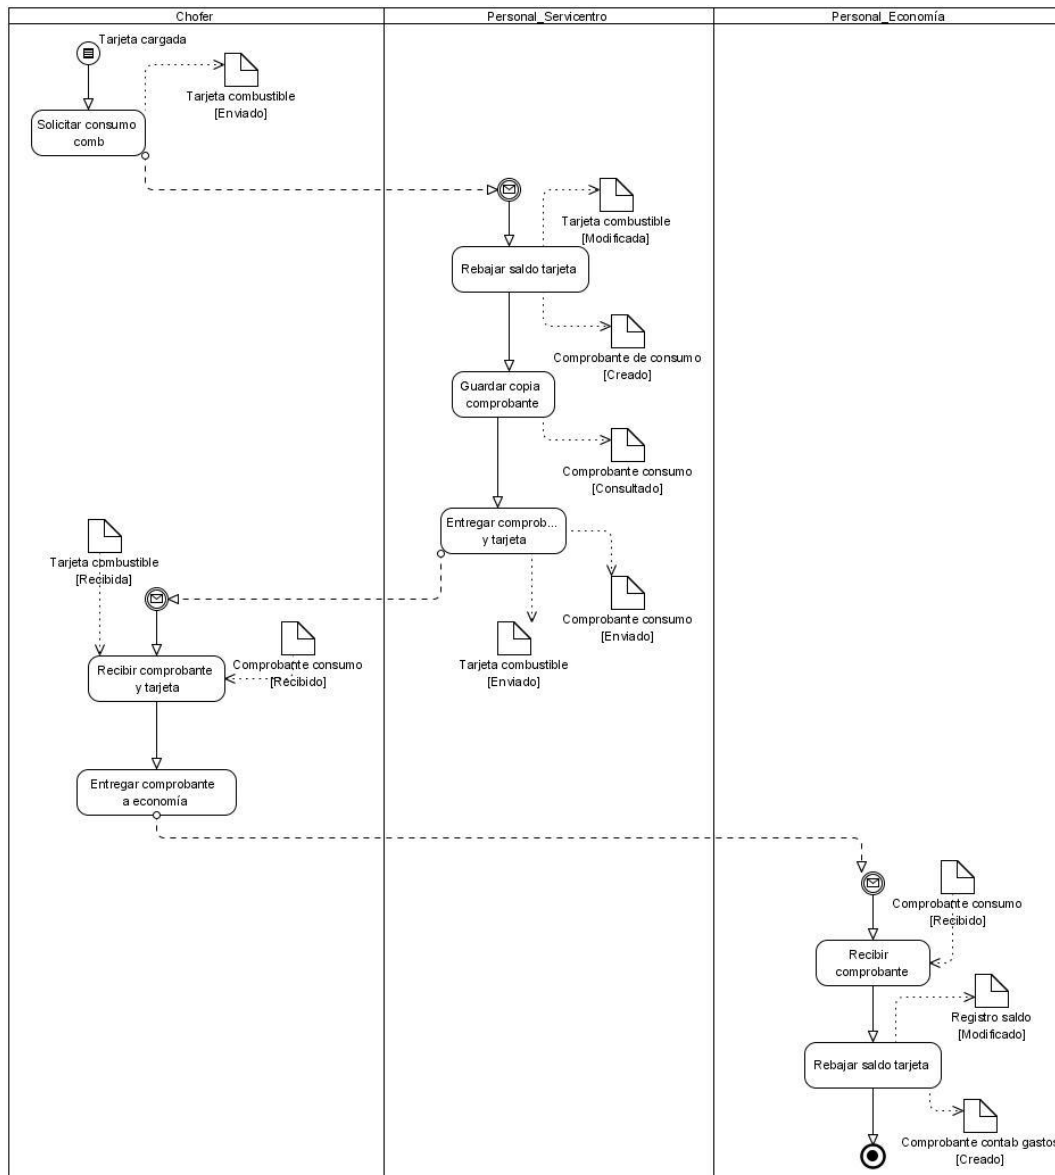 Chofer
Personal_Servicentro
Personal_Economía
Tarjeta cargada
Tarjeta combustible
[Enviado]
Solicitar consumo
comb
Tarjeta combustible
[Modificada]
Rebajar saldo tarjeta
Comprobante de consumo
[Creado]
Guardar copia
comprobante
Comprobante consumo
[Consultado]
Entregar comprob...
y tarjeta
Tarjeta combustible
[Recibida]
Comprobante consumo
[Enviado]
Tarjeta combustible
[Enviado]
Comprobante consumo
[Recibido]
Recibir comprobante
y tarjeta
Entregar comprobante
a economía
Comprobante consumo
[Recibido]
Recibir
comprobante
Registro saldo
[Modificado]
Rebajar saldo tarjeta
Comprobante contab gastos
[Creado]